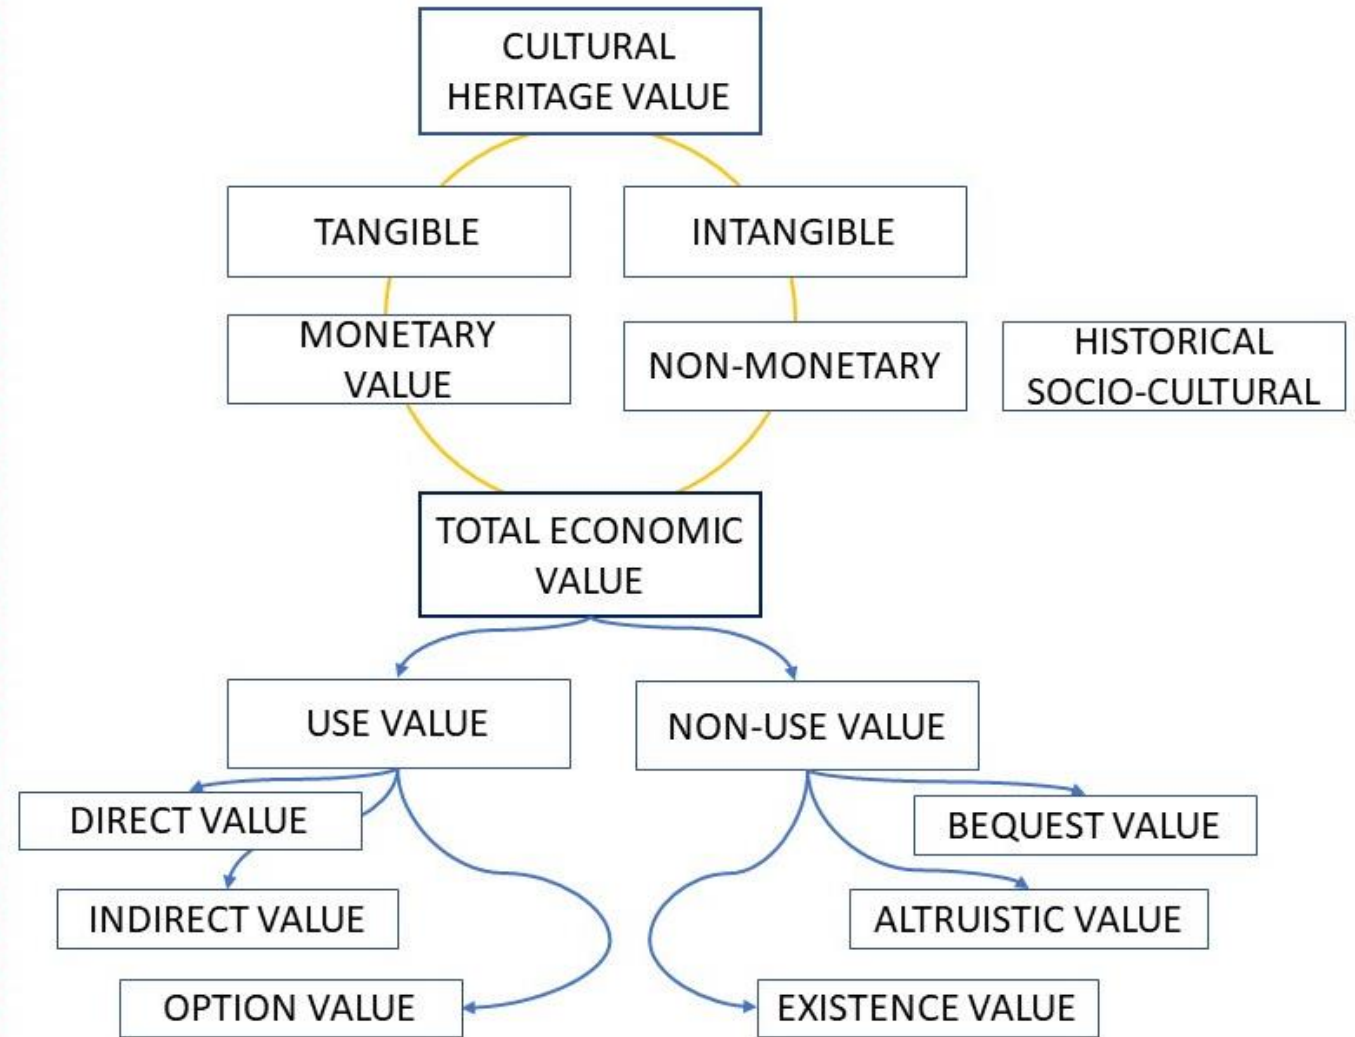 CULTURAL
HERITAGE VALUE
TANGIBLE
INTANGIBLE
MONETARY
VALUE
NON-MONETARY
HISTORICAL
SOCIO-CULTURAL
TOTAL ECONOMIC
VALUE
USE VALUE
NON-USE VALUE
DIRECT VALUE
BEQUEST VALUE
INDIRECT VALUE
ALTRUISTIC VALUE
OPTION VALUE
EXISTENCE VALUE